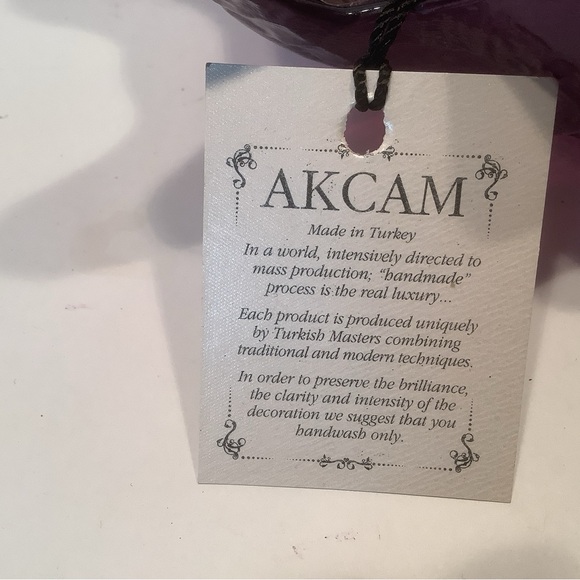 AKCAM
Made in Turkey
In a world, intensively directed to
mass production; "handmade"
process is the real luxury...
Each product is produced uniquely
by Turkish Masters combining
traditional and modern techniques.
In order to preserve the brilliance,
the clarity and intensity of the
decoration we suggest that you
handwash only.